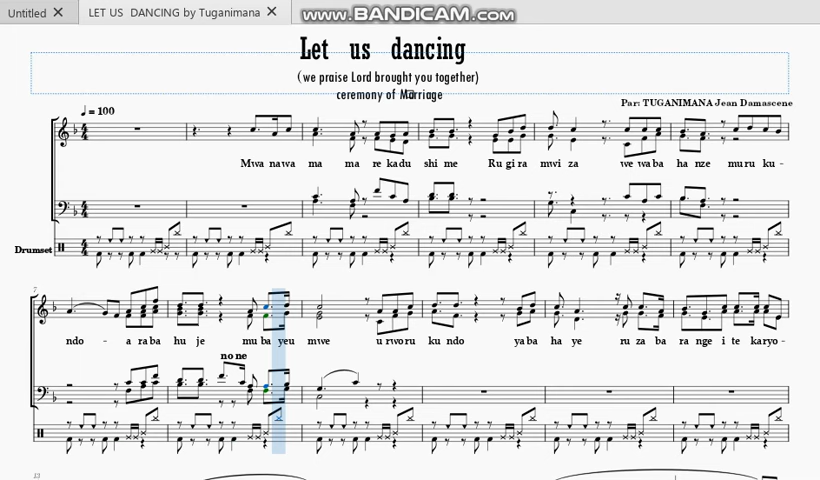 Untitled ✕ LET US DANCING by Tuganimana ✕
www.BANDICAM.com
Let us dancing
(we praise Lord brought you together)
ceremony of Marriage
Par: TUGANIMANA Jean Damascene
♩ = 100
Mwa na wa ma ma re ka du shi me Ru gi ra mwi za we wa ba ha nze mu ru ku -
Drumset
7
ndo - a ra ba hu je mu ba yeu mwe u rwo ru ku ndo ya ba ha ye ru za ba ra nge i te ka ryo -
no ne
13